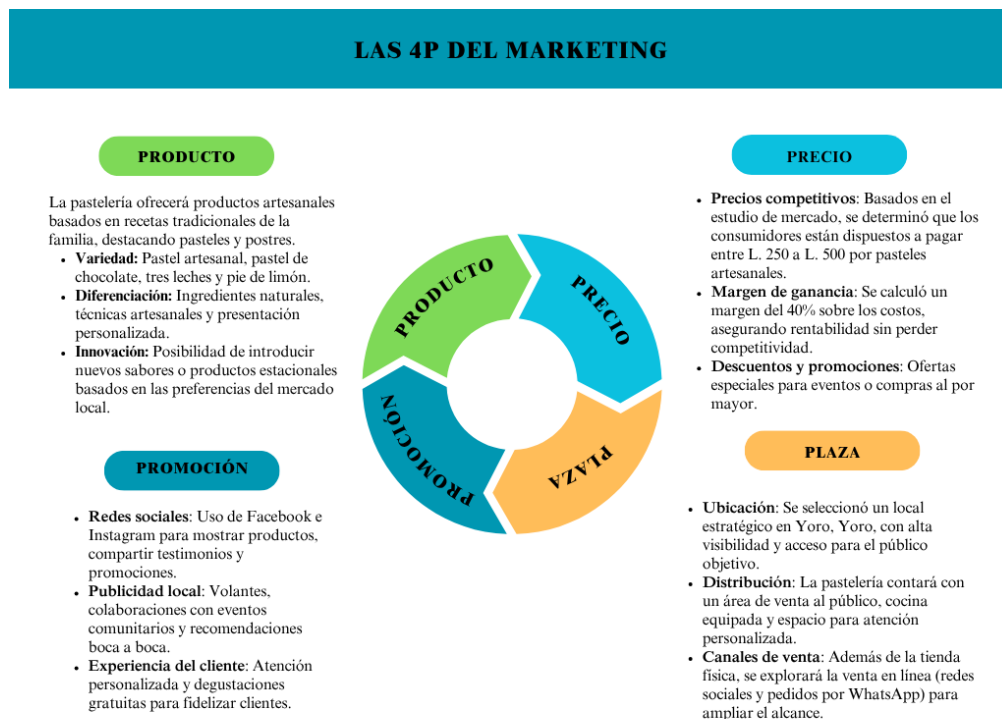 LAS 4P DEL MARKETING
PRODUCTO
La pastelería ofrecerá productos artesanales
basados en recetas tradicionales de la
familia, destacando pasteles y postres.
• Variedad: Pastel artesanal, pastel de
chocolate, tres leches y pie de limón.
• Diferenciación: Ingredientes naturales,
técnicas artesanales y presentación
personalizada.
• Innovación: Posibilidad de introducir
nuevos sabores o productos estacionales
basados en las preferencias del mercado
local.
PRECIO
• Precios competitivos: Basados en el
estudio de mercado, se determinó que los
consumidores están dispuestos a pagar
entre L. 250 a L. 500 por pasteles
artesanales.
• Margen de ganancia: Se calculó un
margen del 40% sobre los costos,
asegurando rentabilidad sin perder
competitividad.
• Descuentos y promociones: Ofertas
especiales para eventos o compras al por
mayor.
PRODUCTO
PRECIO
PROMOCIÓN
PLAZA
PROMOCIÓN
• Redes sociales: Uso de Facebook e
Instagram para mostrar productos,
compartir testimonios y
promociones.
• Publicidad local: Volantes,
colaboraciones con eventos
comunitarios y recomendaciones
boca a boca.
• Experiencia del cliente: Atención
personalizada y degustaciones
gratuitas para fidelizar clientes.
PLAZA
• Ubicación: Se seleccionó un local
estratégico en Yoro, Yoro, con alta
visibilidad y acceso para el público
objetivo.
• Distribución: La pastelería contará con
un área de venta al público, cocina
equipada y espacio para atención
personalizada.
• Canales de venta: Además de la tienda
física, se explorará la venta en línea (redes
sociales y pedidos por WhatsApp) para
ampliar el alcance.